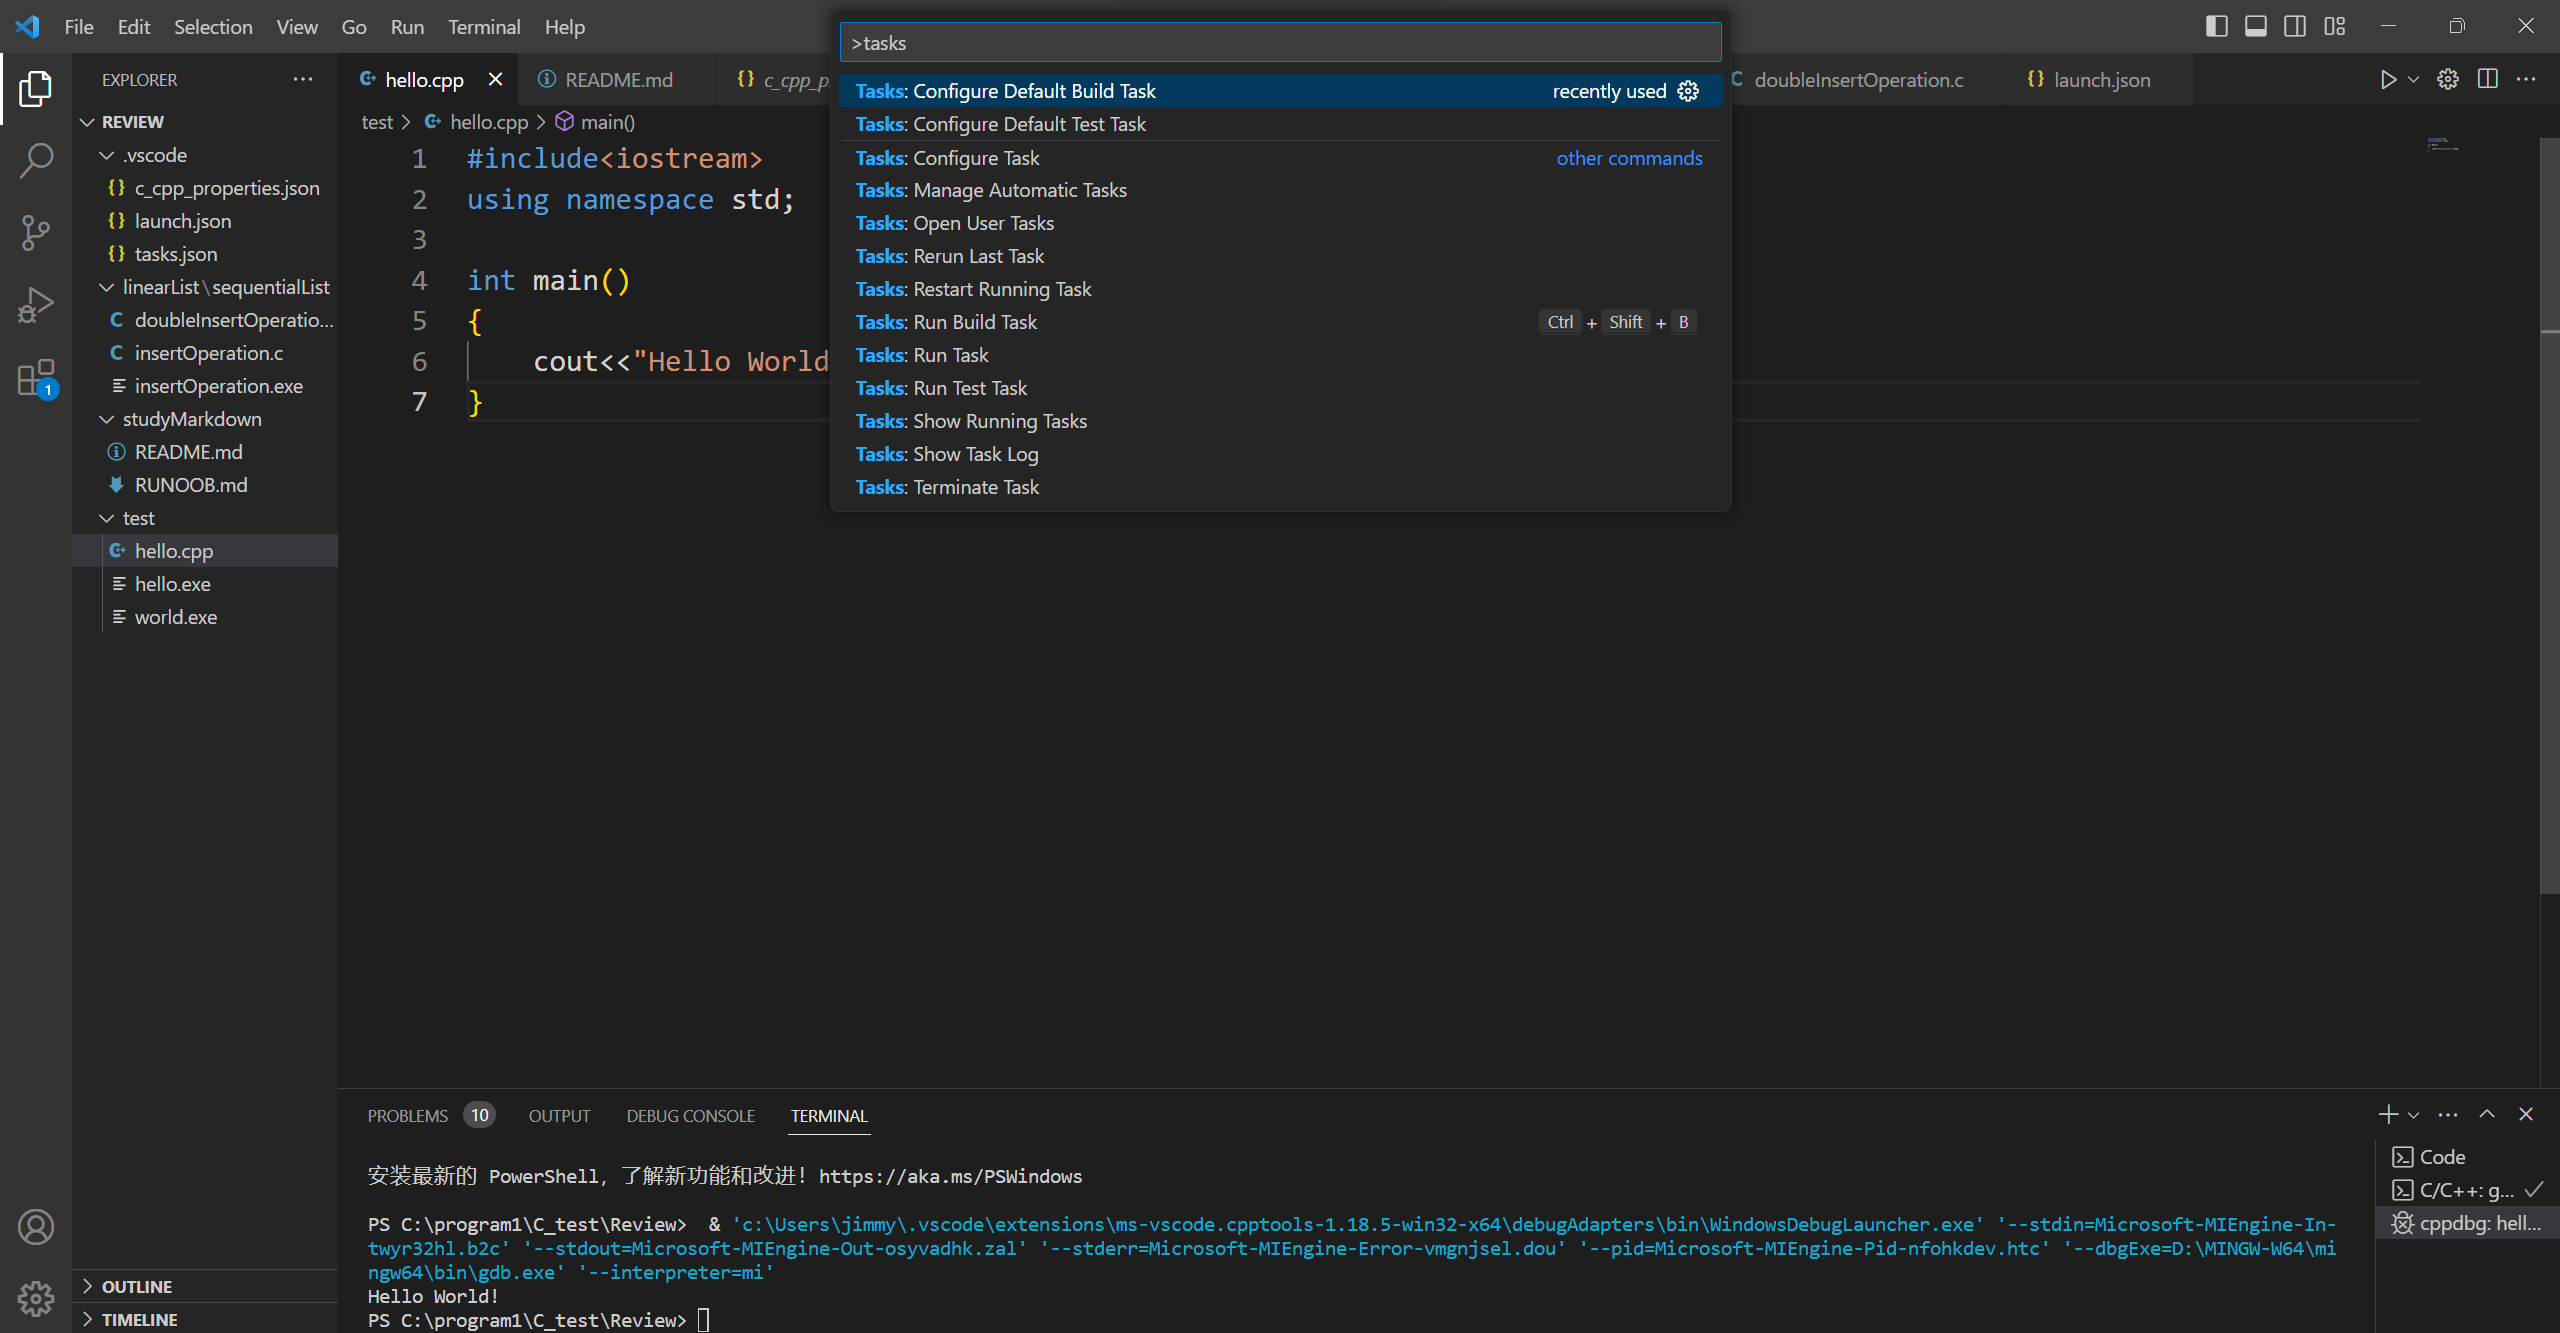 File Edit Selection View Go Run Terminal Help
>tasks
Tasks: Configure Default Build Task recently used
Tasks: Configure Default Test Task
Tasks: Configure Task other commands
Tasks: Manage Automatic Tasks
Tasks: Open User Tasks
Tasks: Rerun Last Task
Tasks: Restart Running Task
Tasks: Run Build Task Ctrl + Shift + B
Tasks: Run Task
Tasks: Run Test Task
Tasks: Show Running Tasks
Tasks: Show Task Log
Tasks: Terminate Task
EXPLORER
REVIEW
.vscode
{} c_cpp_properties.json
{} launch.json
{} tasks.json
linearList\sequentialList
C doubleInsertOperatio...
C insertOperation.c
insertOperation.exe
studyMarkdown
README.md
RUNOOB.md
test
hello.cpp
hello.exe
world.exe
1
OUTLINE
TIMELINE
hello.cpp README.md {} c_cpp_p doubleInsertOperation.c {} launch.json
test > hello.cpp > main()
1 #include<iostream>
2 using namespace std;
3
4 int main()
5 {
6 cout<<"Hello World
7 }
PROBLEMS 10 OUTPUT DEBUG CONSOLE TERMINAL
安装最新的 PowerShell，了解新功能和改进！https://aka.ms/PSWindows
PS C:\program1\C_test\Review>  & 'c:\Users\jimmy\.vscode\extensions\ms-vscode.cpptools-1.18.5-win32-x64\debugAdapters\bin\WindowsDebugLauncher.exe' '--stdin=Microsoft-MIEngine-In-
twyr32hl.b2c' '--stdout=Microsoft-MIEngine-Out-osyvadhk.zal' '--stderr=Microsoft-MIEngine-Error-vmgnjsel.dou' '--pid=Microsoft-MIEngine-Pid-nfohkdev.htc' '--dbgExe=D:\MINGW-W64\mi
ngw64\bin\gdb.exe' '--interpreter=mi'
Hello World!
PS C:\program1\C_test\Review>
Code
C/C++: g...
cppdbg: hell...